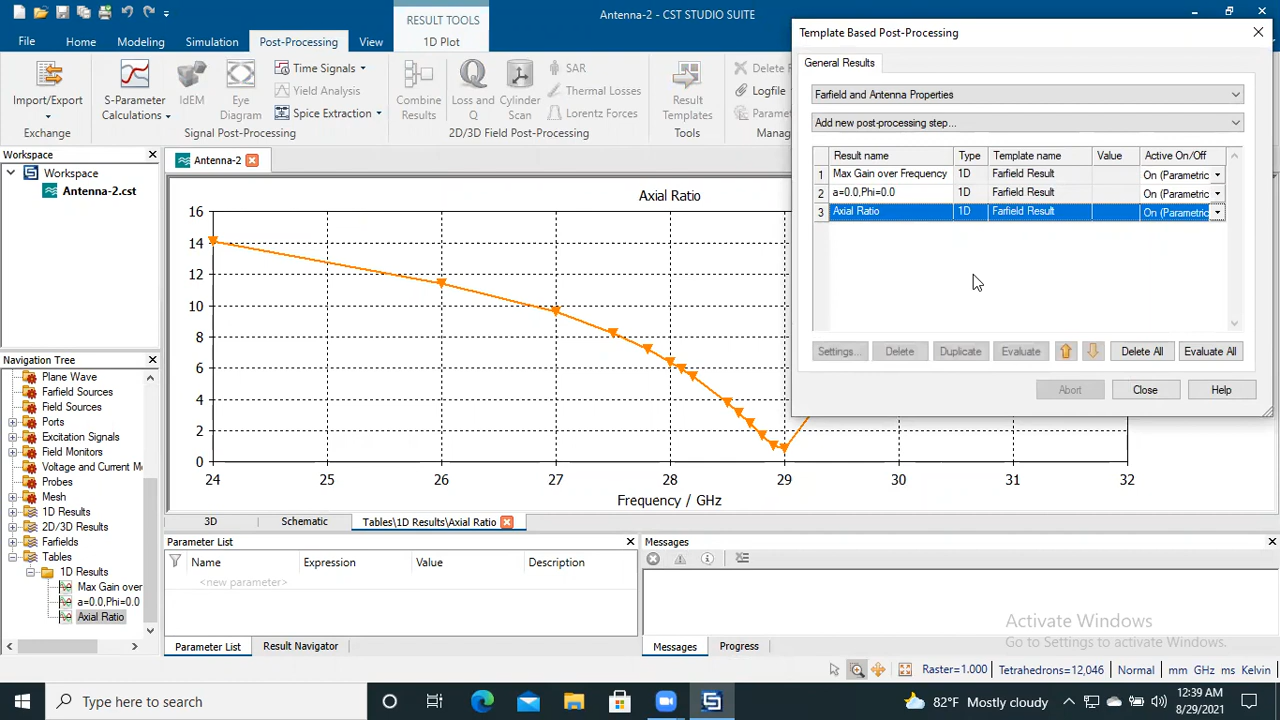 Antenna-2 - CST STUDIO SUITE
RESULT TOOLS
File Home Modeling Simulation Post-Processing View 1D Plot
Import/Export
Exchange
S-Parameter Calculations
IdEM
Eye Diagram
Time Signals
Yield Analysis
Spice Extraction
Signal Post-Processing
Combine Results
Loss and Q
Cylinder Scan
SAR
Thermal Losses
Lorentz Forces
2D/3D Field Post-Processing
Result Templates
Tools
Delete R
Logfile
Param
Manag
Template Based Post-Processing
General Results
Farfield and Antenna Properties
Add new post-processing step...
Result name Type Template name Value Active On/Off
1 Max Gain over Frequency 1D Farfield Result On (Parametric
2 a=0.0,Phi=0.0 1D Farfield Result On (Parametric
3 Axial Ratio 1D Farfield Result On (Parametric
Settings... Delete Duplicate Evaluate Delete All Evaluate All
Abort Close Help
Workspace
Workspace
Antenna-2.cst
Antenna-2
Axial Ratio
16
14
12
10
8
6
4
2
0
24 25 26 27 28 29 30 31 32
Frequency / GHz
Navigation Tree
Plane Wave
Farfield Sources
Field Sources
Ports
Excitation Signals
Field Monitors
Voltage and Current M
Probes
Mesh
1D Results
2D/3D Results
Farfields
Tables
1D Results
Max Gain over
a=0.0,Phi=0.0
Axial Ratio
3D Schematic Tables\1D Results\Axial Ratio
Parameter List
Name Expression Value Description
<new parameter>
Parameter List Result Navigator
Messages
Messages Progress
Activate Windows
Go to Settings to activate Windows.
Raster=1.000 Tetrahedrons=12,046 Normal mm GHz ns Kelvin
Type here to search
82°F Mostly cloudy
12:39 AM
8/29/2021